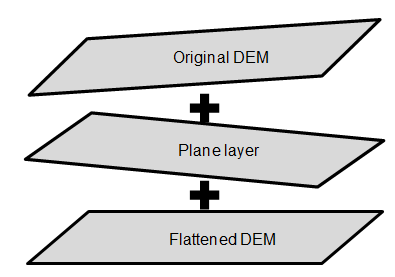 Original DEM
+
Plane layer
+
Flattened DEM